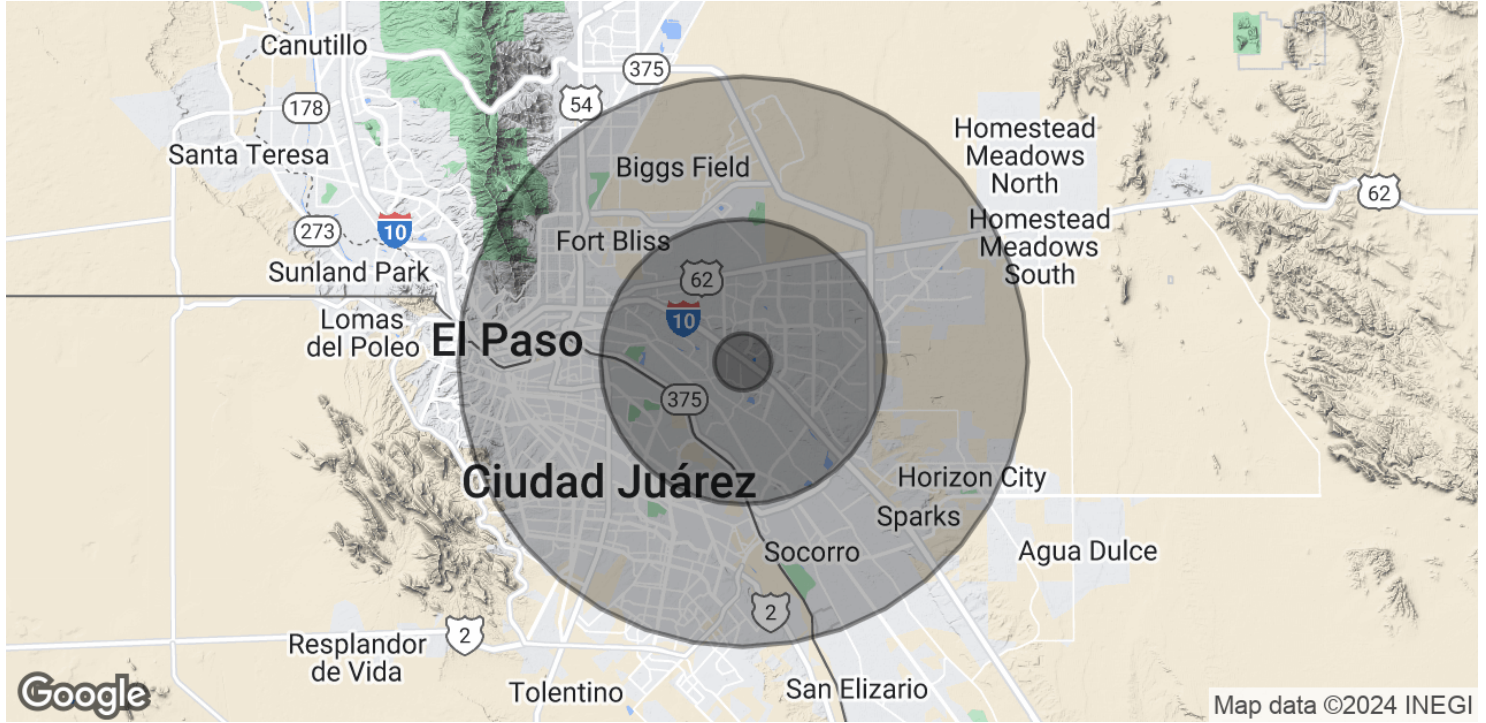 Canutillo
375
54
178
Santa Teresa
Biggs Field
Homestead
Meadows
North
62
273
10
Fort Bliss
Homestead
Meadows
South
Sunland Park
62
10
Lomas
del Poleo
El Paso
375
Ciudad Juárez
Horizon City
Sparks
Socorro
Agua Dulce
2
2
Resplandor
de Vida
Tolentino
San Elizario
Google
Map data ©2024 INEGI